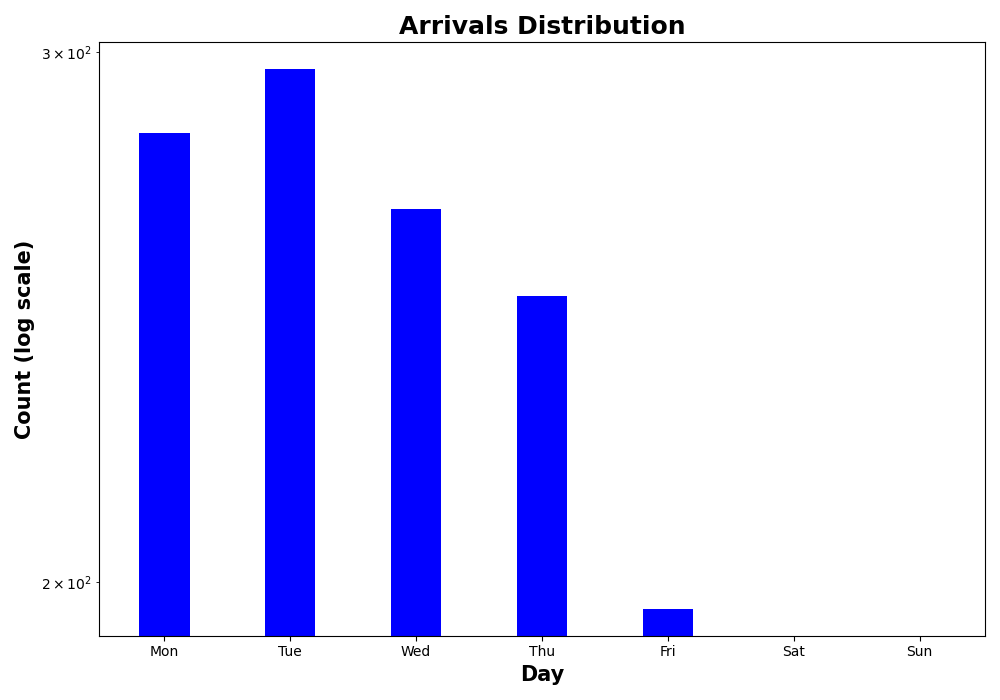 Arrivals Distribution
3 × 10²
2 × 10²
Count (log scale)
Mon Tue Wed Thu Fri Sat Sun
Day